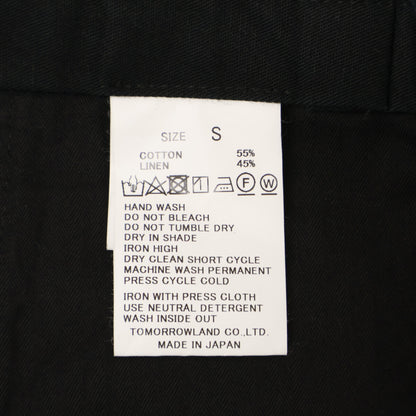 SIZE S
COTTON 55%
LINEN 45%
F W
HAND WASH
DO NOT BLEACH
DO NOT TUMBLE DRY
DRY IN SHADE
IRON HIGH
DRY CLEAN SHORT CYCLE
MACHINE WASH PERMANENT
PRESS CYCLE COLD
IRON WITH PRESS CLOTH
USE NEUTRAL DETERGENT
WASH INSIDE OUT
TOMORROWLAND CO.,LTD.
MADE IN JAPAN